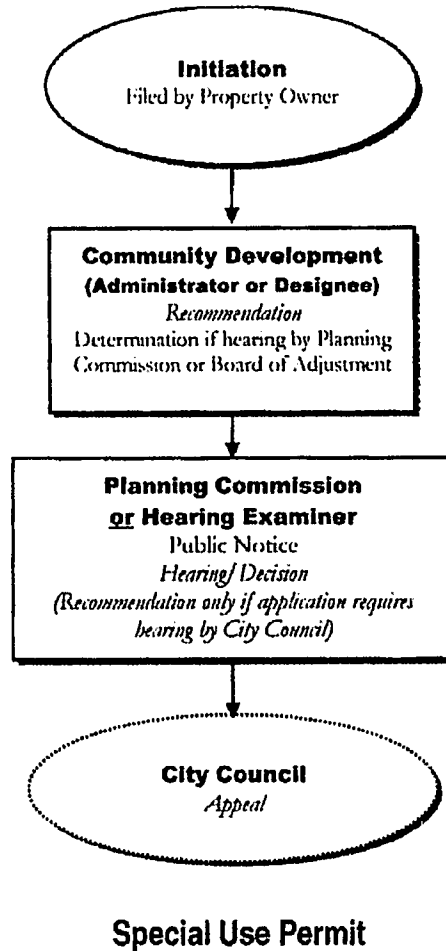 Initiation
Filed by Property Owner
Community Development
(Administrator or Designee)
Recommendation
Determination if hearing by Planning
Commission or Board of Adjustment
Planning Commission
or Hearing Examiner
Public Notice
Hearing/ Decision
(Recommendation only if application requires
hearing by City Council)
City Council
Appeal
Special Use Permit